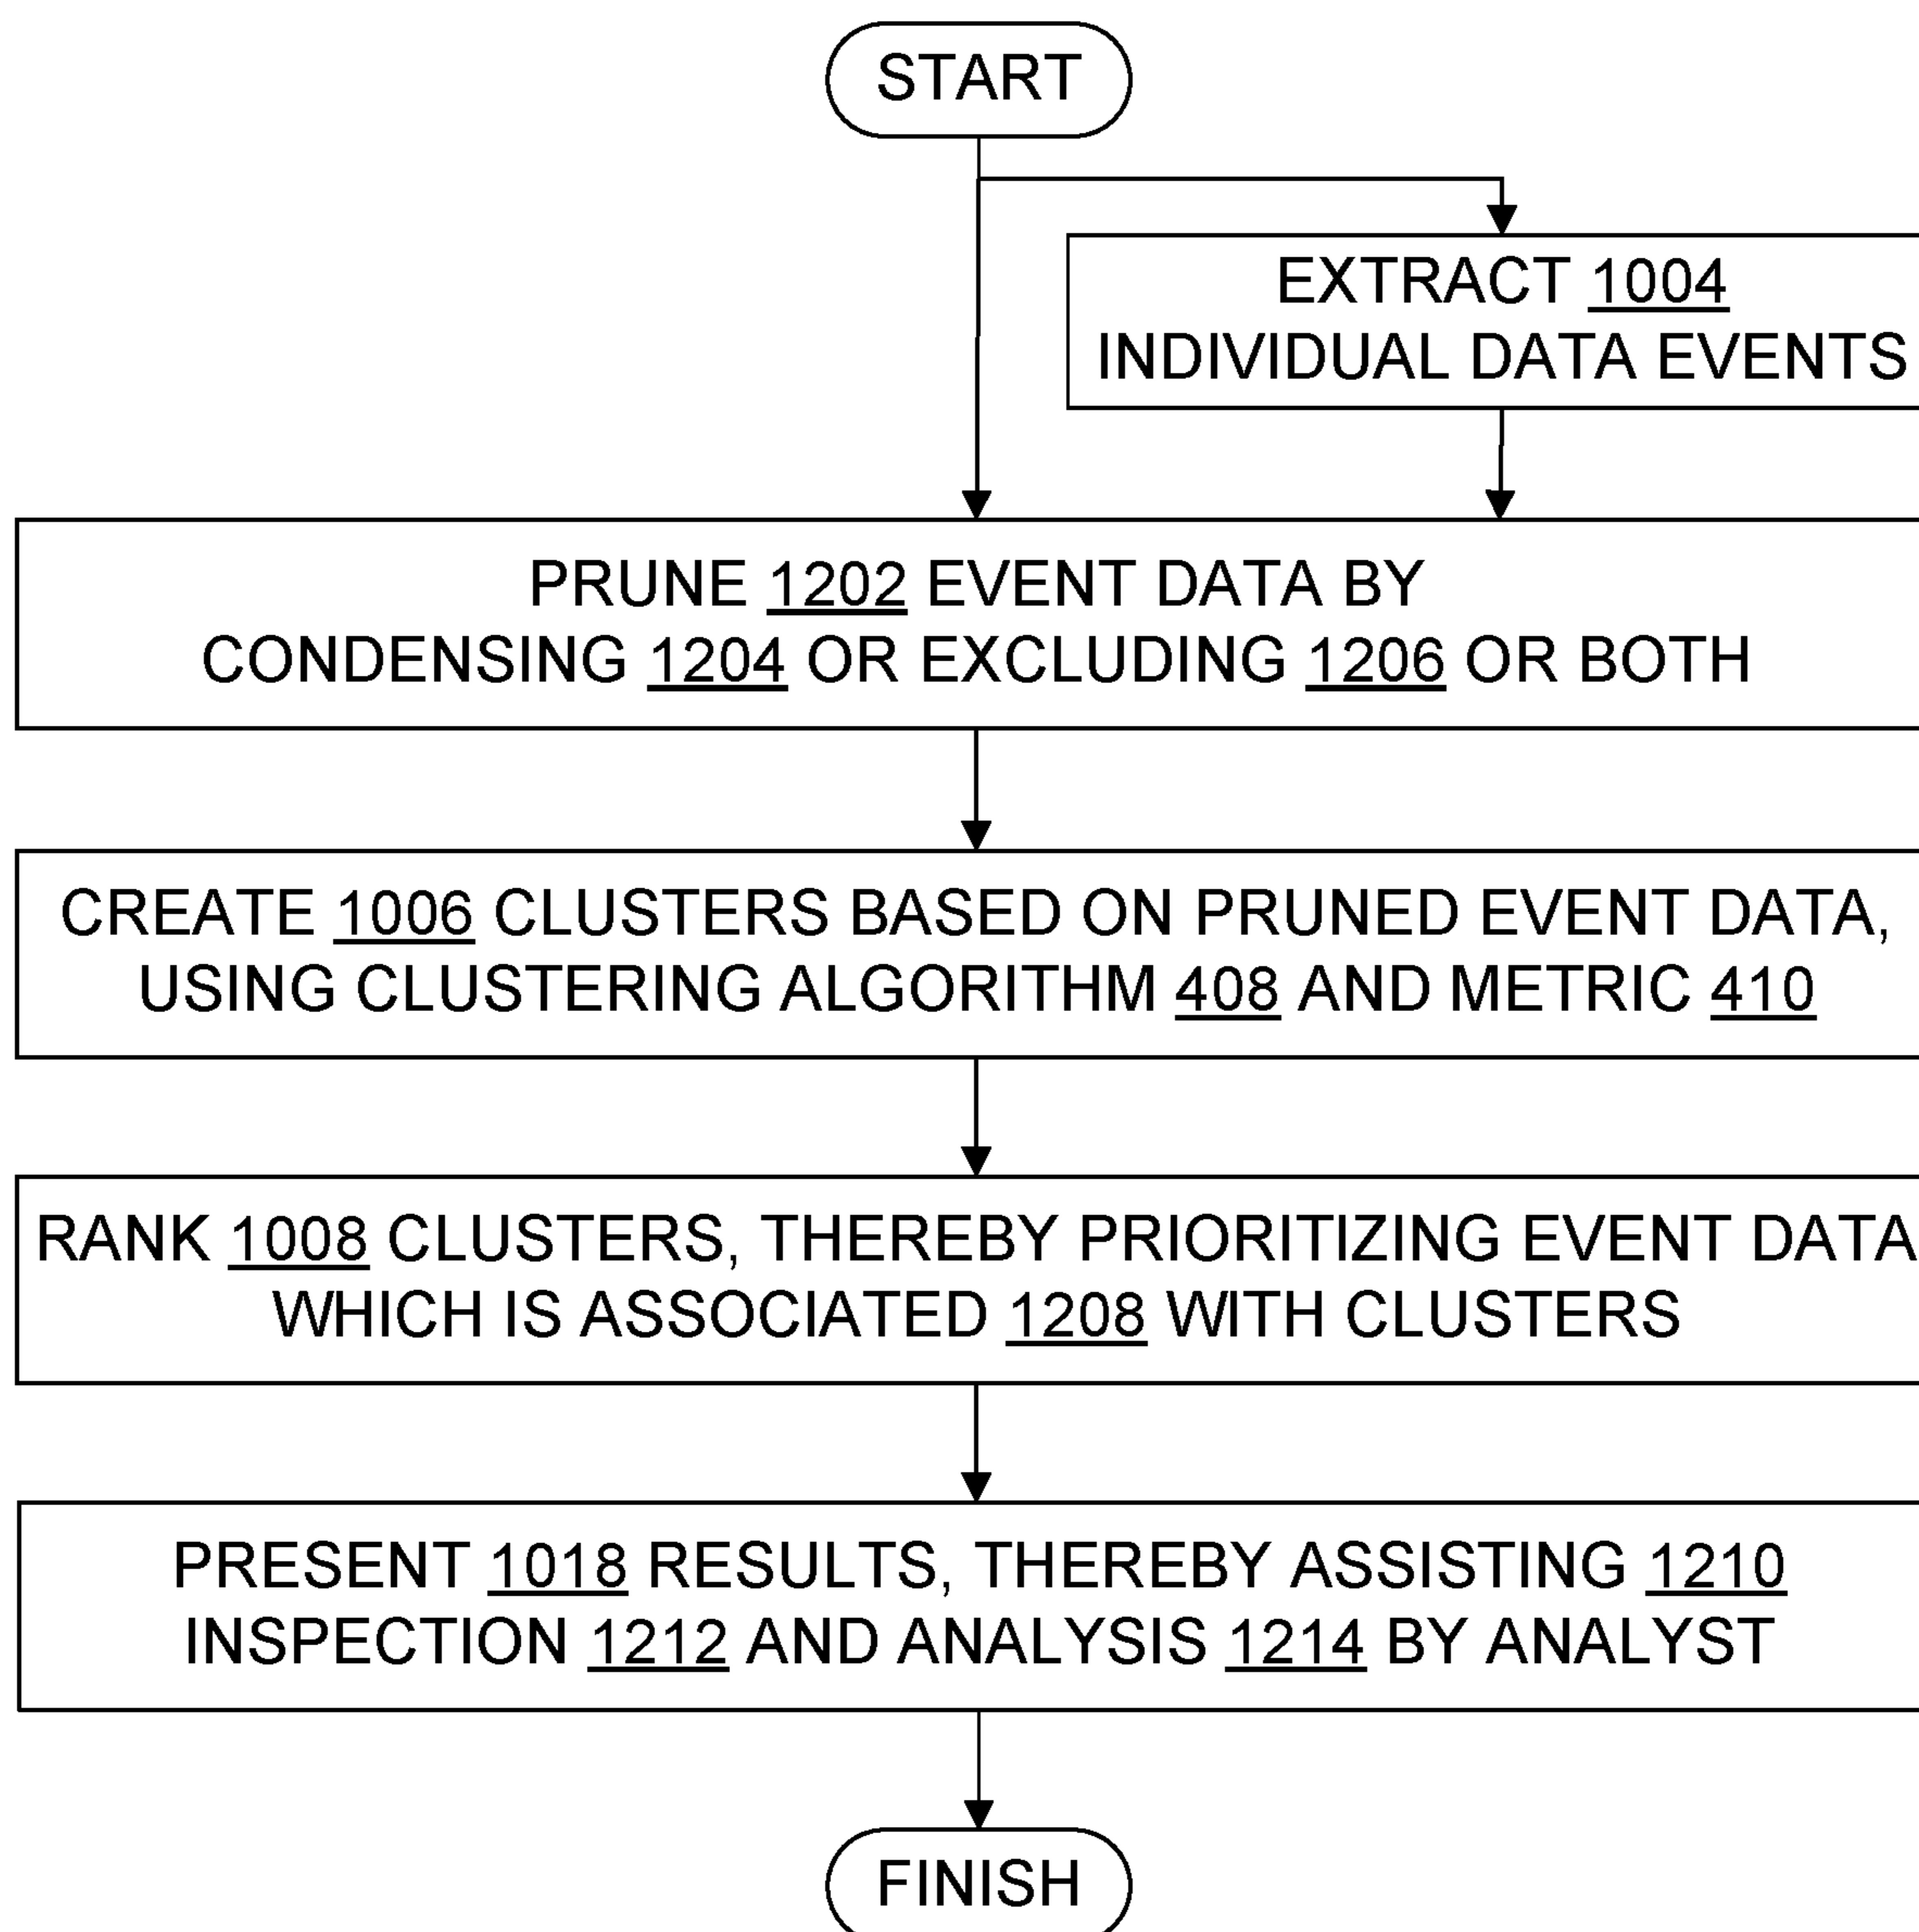 START
EXTRACT 1004
INDIVIDUAL DATA EVENTS
PRUNE 1202 EVENT DATA BY
CONDENSING 1204 OR EXCLUDING 1206 OR BOTH
CREATE 1006 CLUSTERS BASED ON PRUNED EVENT DATA,
USING CLUSTERING ALGORITHM 408 AND METRIC 410
RANK 1008 CLUSTERS, THEREBY PRIORITIZING EVENT DATA
WHICH IS ASSOCIATED 1208 WITH CLUSTERS
PRESENT 1018 RESULTS, THEREBY ASSISTING 1210
INSPECTION 1212 AND ANALYSIS 1214 BY ANALYST
FINISH